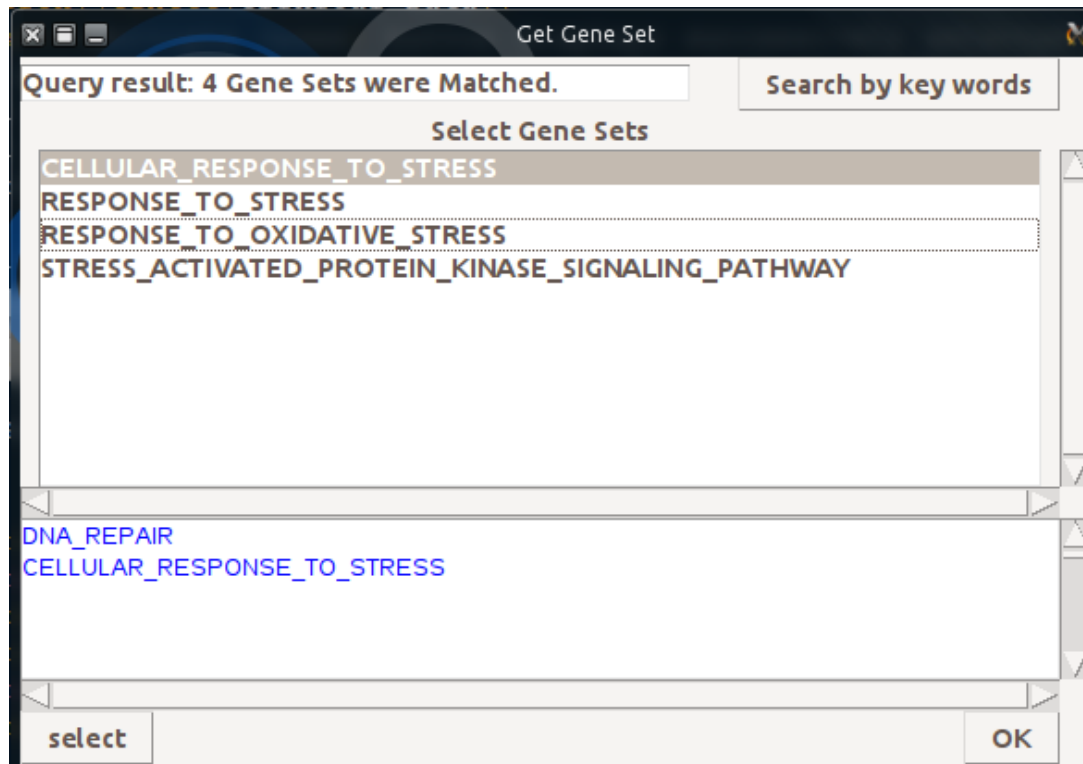 Get Gene Set
Query result: 4 Gene Sets were Matched.
Search by key words
Select Gene Sets
CELLULAR_RESPONSE_TO_STRESS
RESPONSE_TO_STRESS
RESPONSE_TO_OXIDATIVE_STRESS
STRESS_ACTIVATED_PROTEIN_KINASE_SIGNALING_PATHWAY
DNA_REPAIR
CELLULAR_RESPONSE_TO_STRESS
select
OK